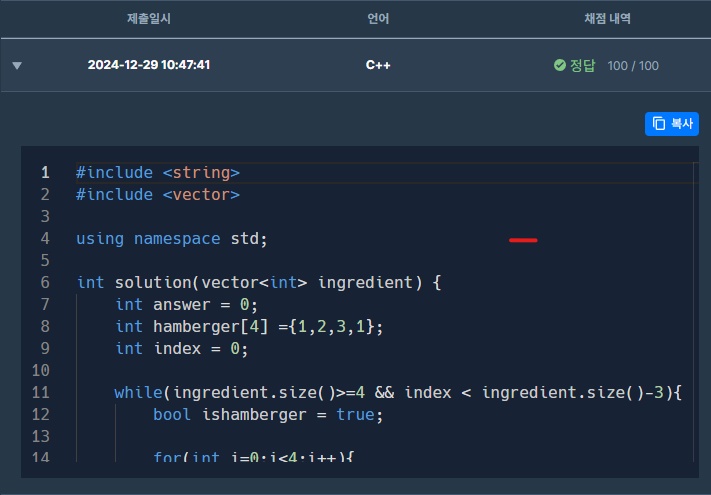 제출일시 언어 채점 내역
▼ 2024-12-29 10:47:41 C++ 정답 100 / 100
복사
1 #include <string>
2 #include <vector>
3
4 using namespace std;
5
6 int solution(vector<int> ingredient) {
7 int answer = 0;
8 int hamberger[4] ={1,2,3,1};
9 int index = 0;
10
11 while(ingredient.size()>=4 && index < ingredient.size()-3){
12 bool ishamberger = true;
13
14 for(int i=0;i<4;i++){